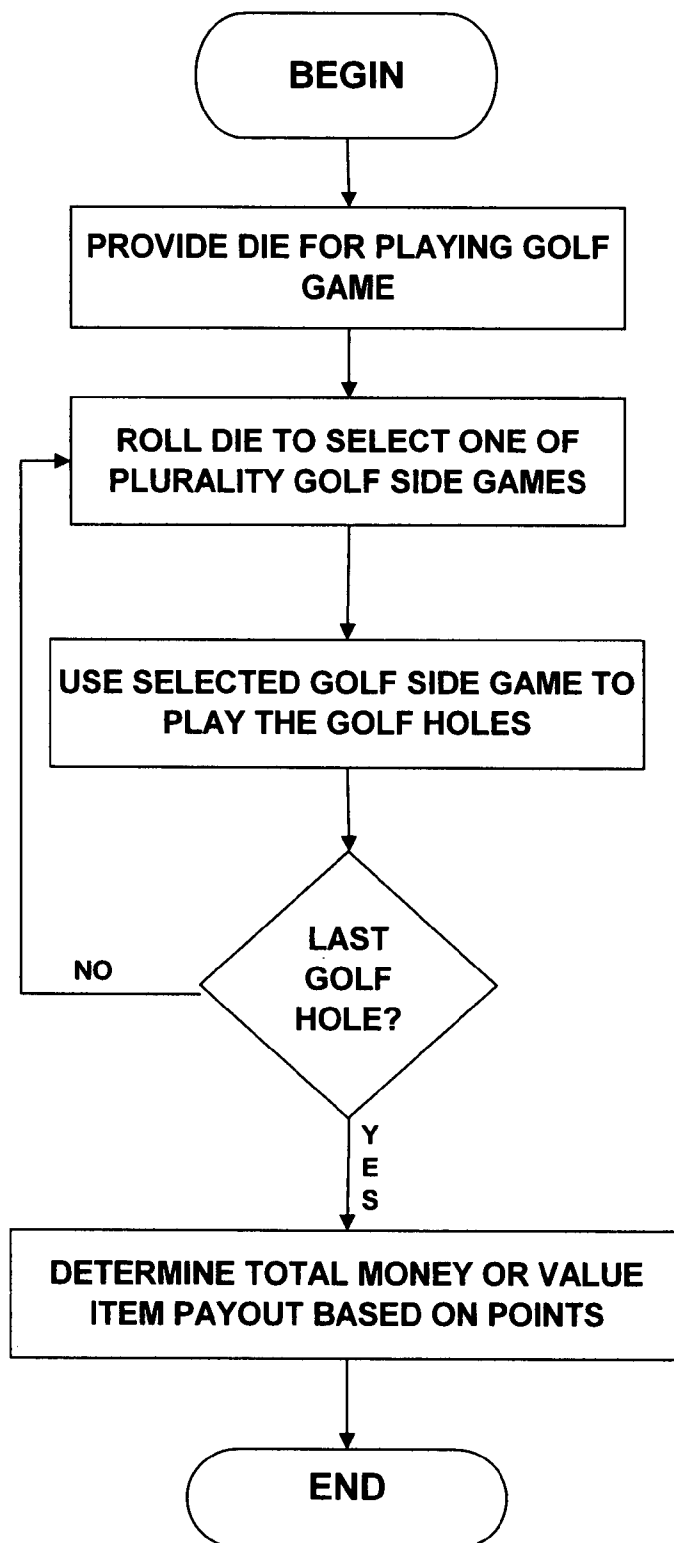 BEGIN
PROVIDE DIE FOR PLAYING GOLF
GAME
ROLL DIE TO SELECT ONE OF
PLURALITY GOLF SIDE GAMES
USE SELECTED GOLF SIDE GAME TO
PLAY THE GOLF HOLES
LAST
GOLF
HOLE?
NO
Y
E
S
DETERMINE TOTAL MONEY OR VALUE
ITEM PAYOUT BASED ON POINTS
END